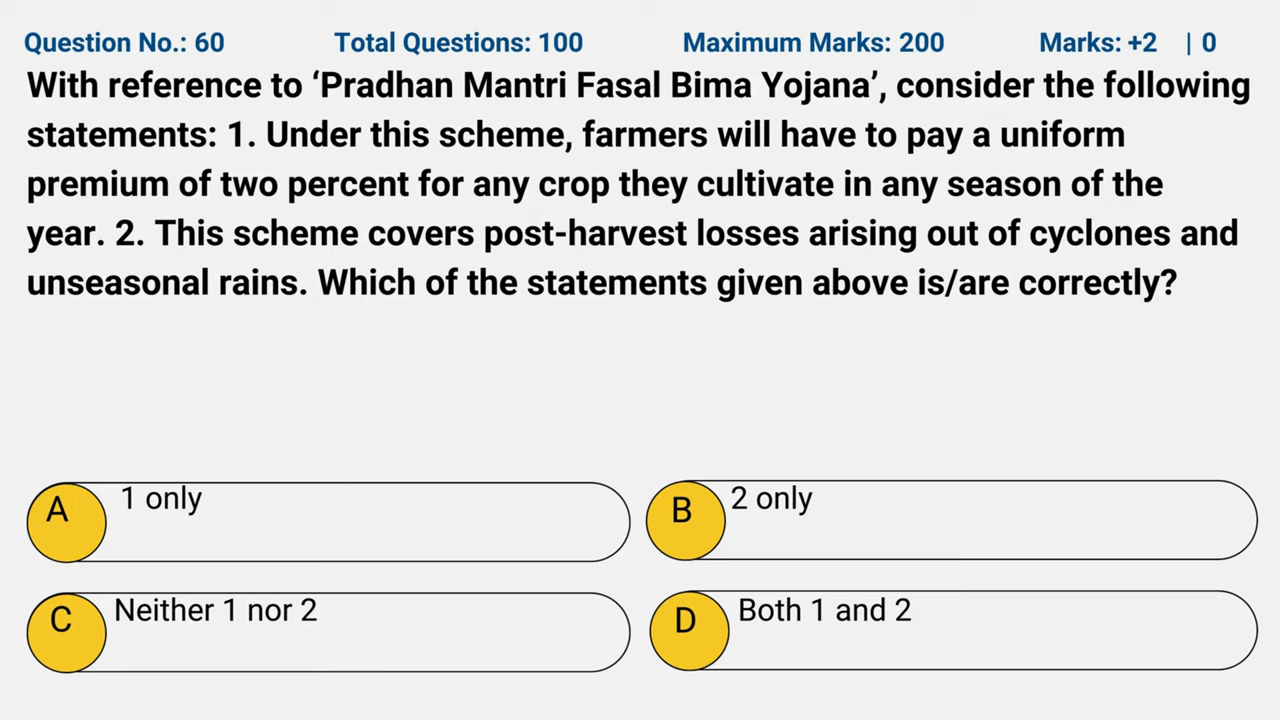 Question No.: 60 Total Questions: 100 Maximum Marks: 200 Marks: +2 | 0
With reference to ‘Pradhan Mantri Fasal Bima Yojana’, consider the following
statements: 1. Under this scheme, farmers will have to pay a uniform
premium of two percent for any crop they cultivate in any season of the
year. 2. This scheme covers post-harvest losses arising out of cyclones and
unseasonal rains. Which of the statements given above is/are correctly?
A 1 only
B 2 only
C Neither 1 nor 2
D Both 1 and 2